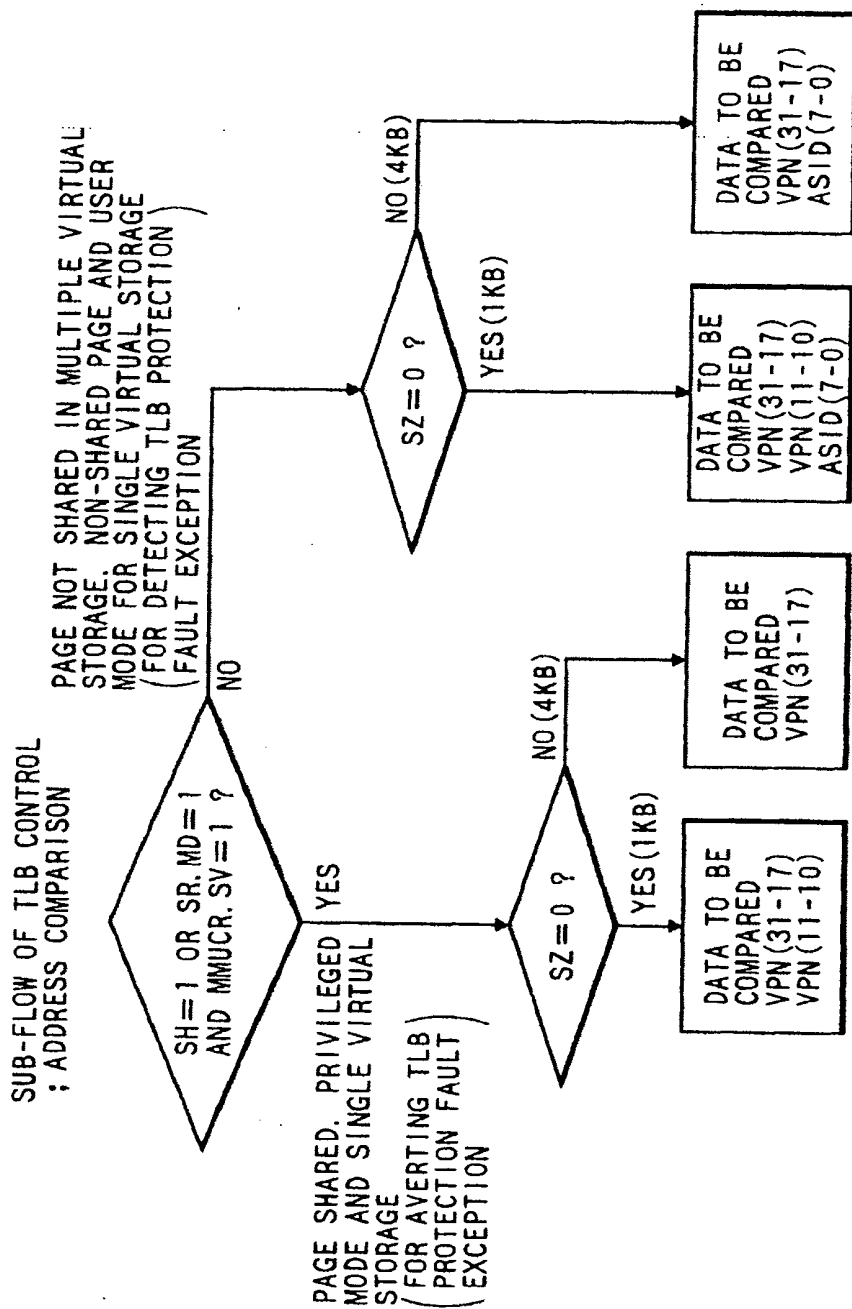 SUB-FLOW OF TLB CONTROL
; ADDRESS COMPARISON
SH=1 OR SR.MD=1
AND MMUCR.SV=1 ?
NO
PAGE NOT SHARED IN MULTIPLE VIRTUAL
STORAGE. NON-SHARED PAGE AND USER
MODE FOR SINGLE VIRTUAL STORAGE
(FOR DETECTING TLB PROTECTION
FAULT EXCEPTION)
YES
PAGE SHARED. PRIVILEGED
MODE AND SINGLE VIRTUAL
STORAGE
(FOR AVERTING TLB
PROTECTION FAULT
EXCEPTION)
SZ=0 ?
NO(4KB)
YES(1KB)
SZ=0 ?
NO(4KB)
YES(1KB)
DATA TO BE
COMPARED
VPN(31-17)
VPN(11-10)
DATA TO BE
COMPARED
VPN(31-17)
DATA TO BE
COMPARED
VPN(31-17)
VPN(11-10)
ASID(7-0)
DATA TO BE
COMPARED
VPN(31-17)
ASID(7-0)